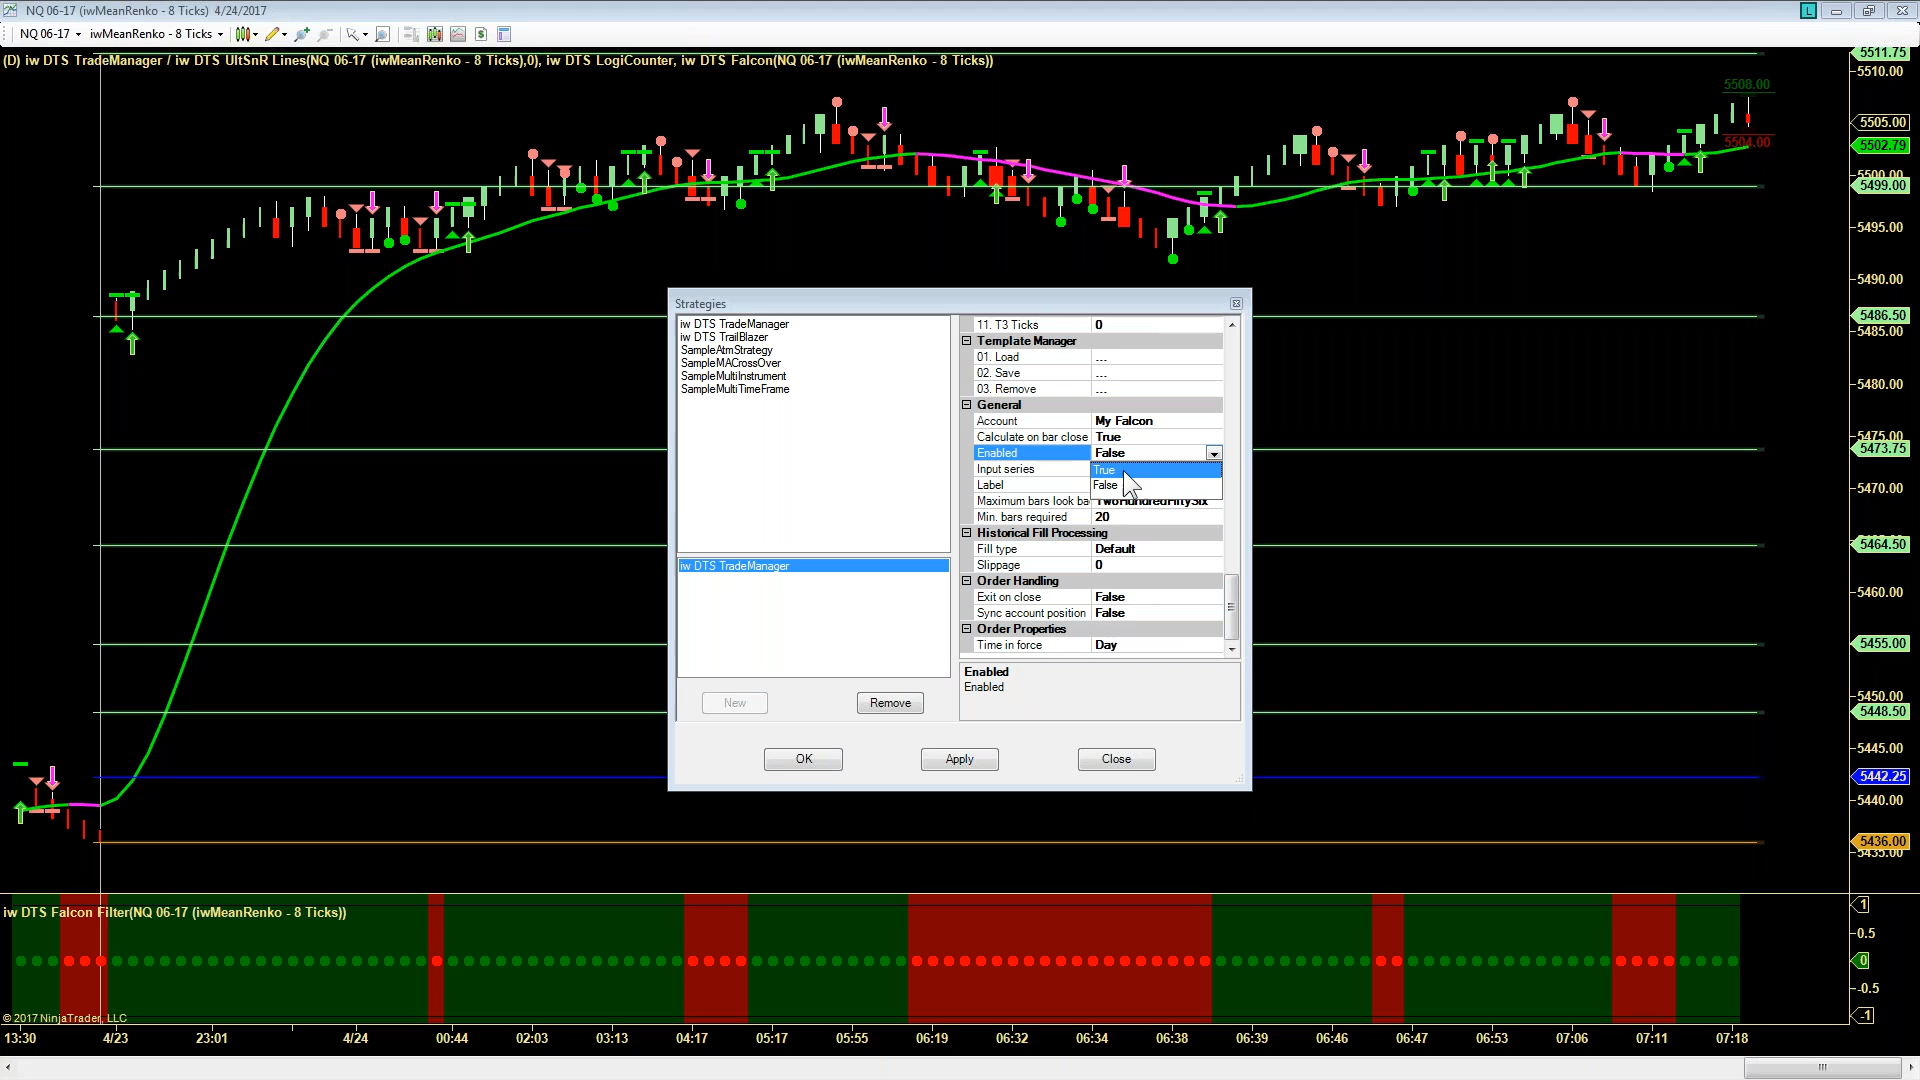 NQ 06-17 (iwMeanRenko - 8 Ticks)  4/24/2017
L
NQ 06-17 iwMeanRenko - 8 Ticks
$
(D) iw DTS TradeManager / iw DTS UltSnR Lines(NQ 06-17 (iwMeanRenko - 8 Ticks),0), iw DTS LogiCounter, iw DTS Falcon(NQ 06-17 (iwMeanRenko - 8 Ticks))
5511.75
5510.00
5508.00
5505.00
5504.00
5502.79
5500.00
5499.00
5495.00
5490.00
5486.50
5485.00
5480.00
5475.00
5473.75
5470.00
5464.50
5460.00
5455.00
5450.00
5448.50
5445.00
5442.25
5440.00
5436.00
5435.00
Strategies
iw DTS TradeManager
iw DTS TrailBlazer
SampleAtmStrategy
SampleMACrossOver
SampleMultiInstrument
SampleMultiTimeFrame
iw DTS TradeManager
New
Remove
11. T3 Ticks 0
Template Manager
01. Load ...
02. Save ...
03. Remove ...
General
Account My Falcon
Calculate on bar close True
Enabled False
Input series True
Label False
Maximum bars look ba TwoHundredFiftySix
Min. bars required 20
Historical Fill Processing
Fill type Default
Slippage 0
Order Handling
Exit on close False
Sync account position False
Order Properties
Time in force Day
Enabled
Enabled
OK
Apply
Close
iw DTS Falcon Filter(NQ 06-17 (iwMeanRenko - 8 Ticks))
1
0.5
0
-0.5
-1
© 2017 NinjaTrader, LLC
13:30 4/23 23:01 4/24 00:44 02:03 03:13 04:17 05:17 05:55 06:19 06:32 06:34 06:38 06:39 06:46 06:47 06:53 07:06 07:11 07:18